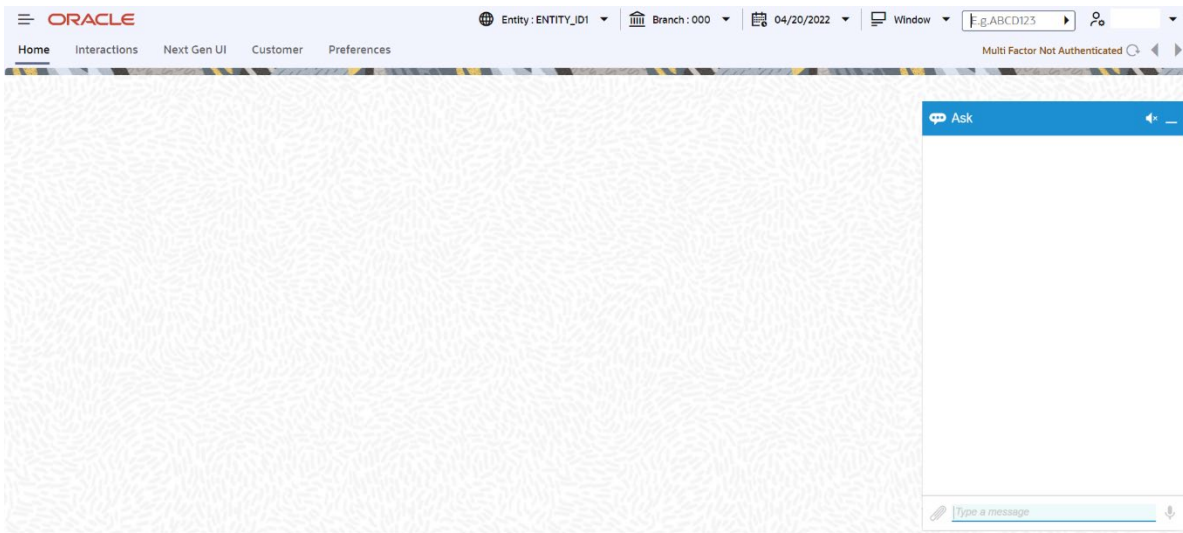 ORACLE Entity : ENTITY_ID1 Branch : 000 04/20/2022 Window E.g.ABCD123
Home Interactions Next Gen UI Customer Preferences Multi Factor Not Authenticated
Ask
Type a message